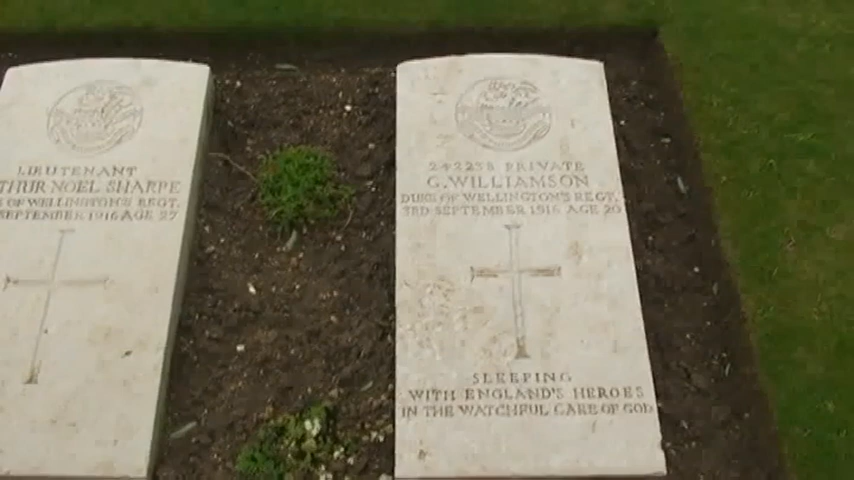 LIEUTENANT
THUR NOEL SHARPE
OF WELLINGTON'S REGT.
SEPTEMBER 1916 AGE 27
242238 PRIVATE
G. WILLIAMSON
DUKE OF WELLINGTON'S REGT.
3RD SEPTEMBER 1916 AGE 20
SLEEPING
WITH ENGLAND'S HEROES
IN THE WATCHFUL CARE OF GOD